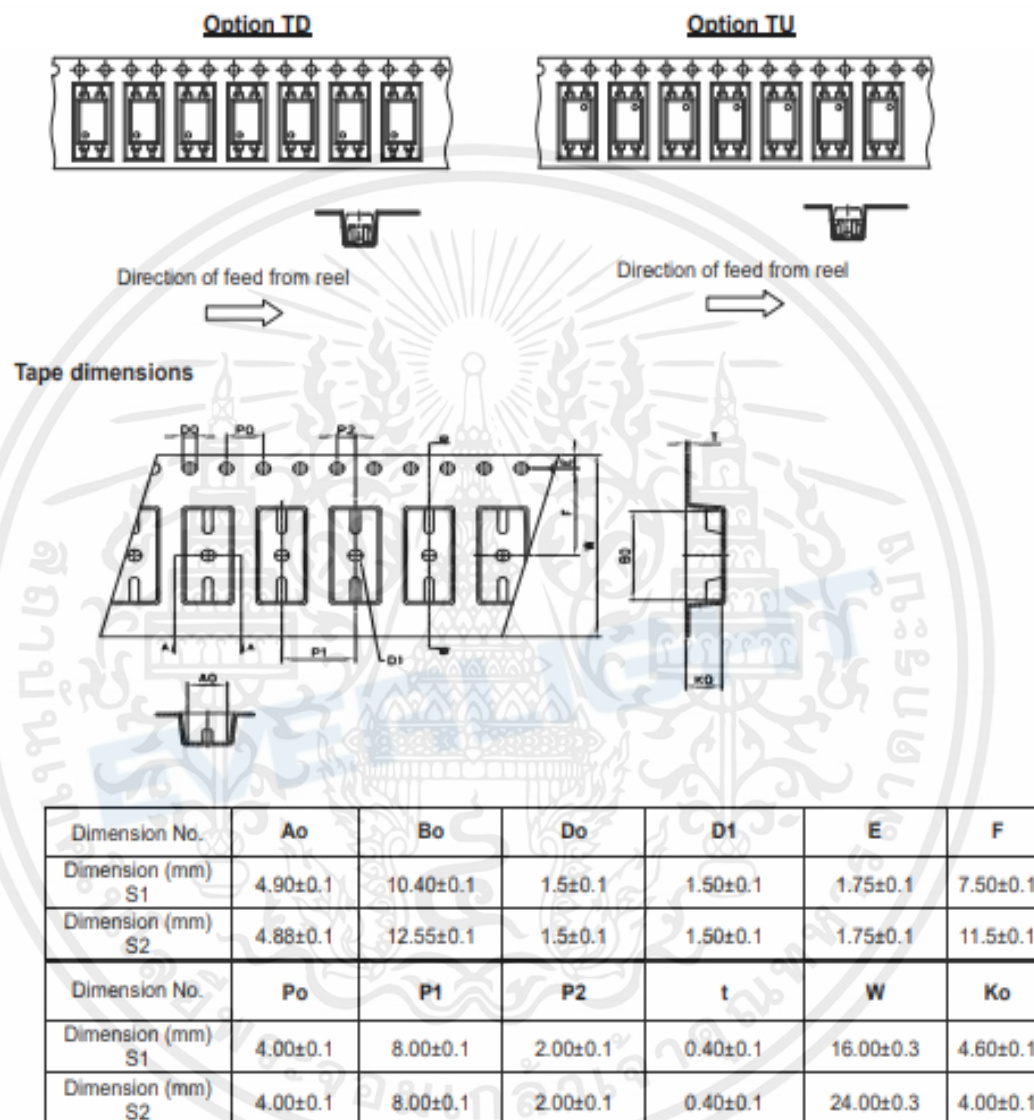 Option TD
Option TU
Direction of feed from reel
Direction of feed from reel
Tape dimensions
D0 P0 P2 B T
F W B0
A A P1 D1 B K0
A0
EVERLIGHT
Dimension No. Ao Bo Do D1 E F
Dimension (mm) S1 4.90±0.1 10.40±0.1 1.5±0.1 1.50±0.1 1.75±0.1 7.50±0.1
Dimension (mm) S2 4.88±0.1 12.55±0.1 1.5±0.1 1.50±0.1 1.75±0.1 11.5±0.1
Dimension No. Po P1 P2 t W Ko
Dimension (mm) S1 4.00±0.1 8.00±0.1 2.00±0.1 0.40±0.1 16.00±0.3 4.60±0.1
Dimension (mm) S2 4.00±0.1 8.00±0.1 2.00±0.1 0.40±0.1 24.00±0.3 4.00±0.1